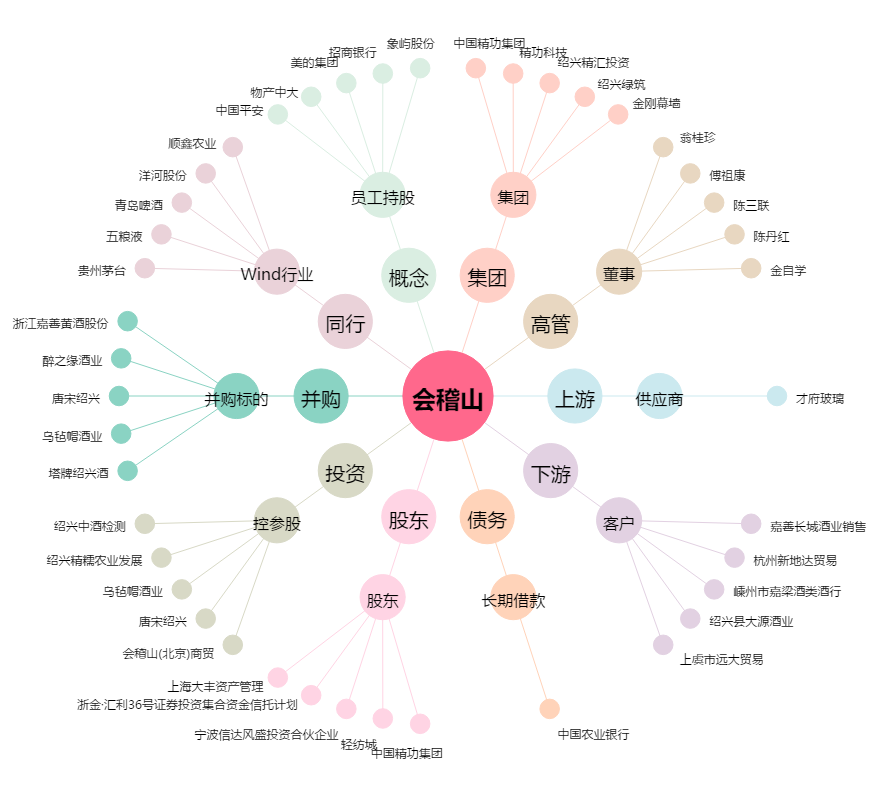 象屿股份
招商银行
美的集团
物产中大
中国平安
员工持股
概念
中国精功集团
精功科技
绍兴精汇投资
绍兴绿筑
金刚幕墙
集团
集团
顺鑫农业
洋河股份
青岛啤酒
五粮液
贵州茅台
Wind行业
同行
翁桂珍
傅祖康
陈三联
陈丹红
金自学
董事
高管
浙江嘉善黄酒股份
醉之缘酒业
唐宋绍兴
乌毡帽酒业
塔牌绍兴酒
并购标的
并购
会稽山
上游
供应商
才府玻璃
投资
控参股
绍兴中酒检测
绍兴精糯农业发展
乌毡帽酒业
唐宋绍兴
会稽山(北京)商贸
股东
股东
上海大丰资产管理
浙金·汇利36号证券投资集合资金信托计划
宁波信达风盛投资合伙企业
轻纺城
中国精功集团
债务
长期借款
中国农业银行
下游
客户
嘉善长城酒业销售
杭州新地达贸易
嵊州市嘉梁酒类酒行
绍兴县大源酒业
上虞市远大贸易